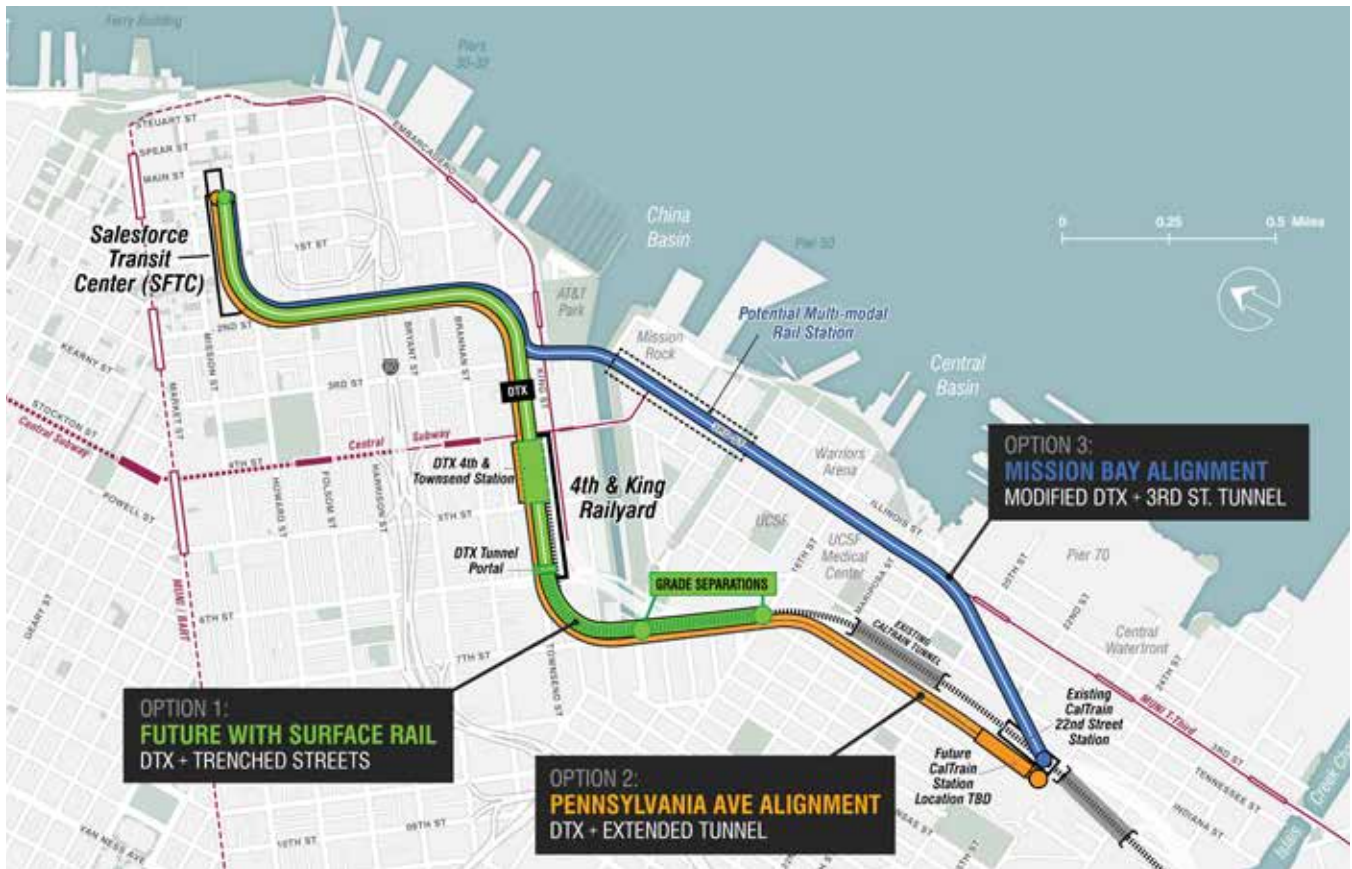 Ferry Building
Piers
30-32
STEUART ST
SPEAR ST
MAIN ST
EMBARCADERO
China
Basin
Pier 50
0
0.25
0.5 Miles
Salesforce
Transit
Center (SFTC)
1ST ST
AT&T
Park
2ND ST
MISSION ST
KEARNY ST
MARKET ST
BRYANT ST
BRANNAN ST
80
3RD ST
KING ST
Mission
Rock
Potential Multi-modal
Rail Station
Central
Basin
DTX
STOCKTON ST
Central Subway
4TH ST
Central
Subway
3RD ST
POWELL ST
HOWARD ST
FOLSOM ST
HARRISON ST
DTX 4th &
Townsend Station
4th & King
Railyard
5TH ST
DTX Tunnel
Portal
Warriors
Arena
ILLINOIS ST
UCSF
UCSF
Medical
Center
16TH ST
MARIPOSA ST
OPTION 3:
MISSION BAY ALIGNMENT
MODIFIED DTX + 3RD ST. TUNNEL
Pier 70
20TH ST
22ND ST
Central
Waterfront
24TH ST
GRADE SEPARATIONS
EXISTING
CALTRAIN TUNNEL
GEARY ST
MUNI / BART
6TH ST
7TH ST
TOWNSEND ST
OPTION 1:
FUTURE WITH SURFACE RAIL
DTX + TRENCHED STREETS
OPTION 2:
PENNSYLVANIA AVE ALIGNMENT
DTX + EXTENDED TUNNEL
Existing
CalTrain
22nd Street
Station
MUNI T-Third
3RD ST
TENNESSEE ST
INDIANA ST
Future
CalTrain
Station
Location TBD
VAN NESS AVE
10TH ST
Islais